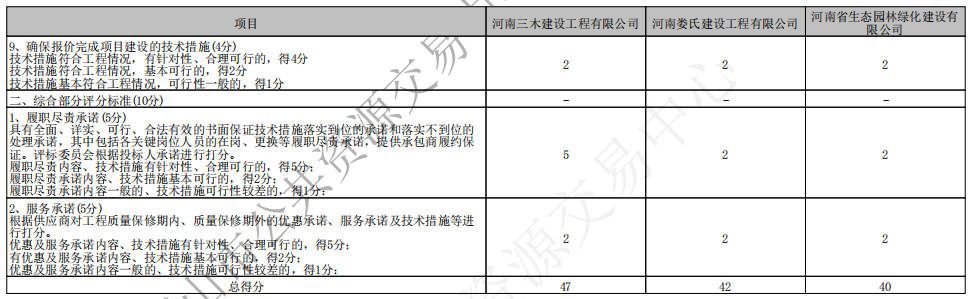 项目 河南三木建设工程有限公司 河南娄氏建设工程有限公司 河南省生态园林绿化建设有
限公司
9、确保报价完成项目建设的技术措施(4分)
技术措施符合工程情况，有针对性、合理可行的，得4分
技术措施符合工程情况，基本可行的，得2分
技术措施基本符合工程情况，可行性一般的，得1分
2 2 2
二、综合部分评分标准(10分) - - -
1、履职尽责承诺(5分)
具有全面、详实、可行、合法有效的书面保证技术措施落实到位的承诺和落实不到位的
处理承诺，其中包括各关键岗位人员的在岗、更换等履职尽责承诺，提供承包商履约保
证。评标委员会根据投标人承诺进行打分。
履职尽责内容、技术措施有针对性、合理可行的，得5分；
履职尽责承诺内容、技术措施基本可行的，得2分；
履职尽责承诺内容一般的、技术措施可行性较差的，得1分；
5 2 2
2、服务承诺(5分)
根据供应商对工程质量保修期内、质量保修期外的优惠承诺、服务承诺及技术措施等进
行打分。
优惠及服务承诺内容、技术措施有针对性、合理可行的，得5分；
有优惠及服务承诺内容、技术措施基本可行的，得2分；
优惠及服务承诺内容一般的、技术措施可行性较差的，得1分；
2 2 2
总得分 47 42 40
山市公共资源交易中
资源交易中心